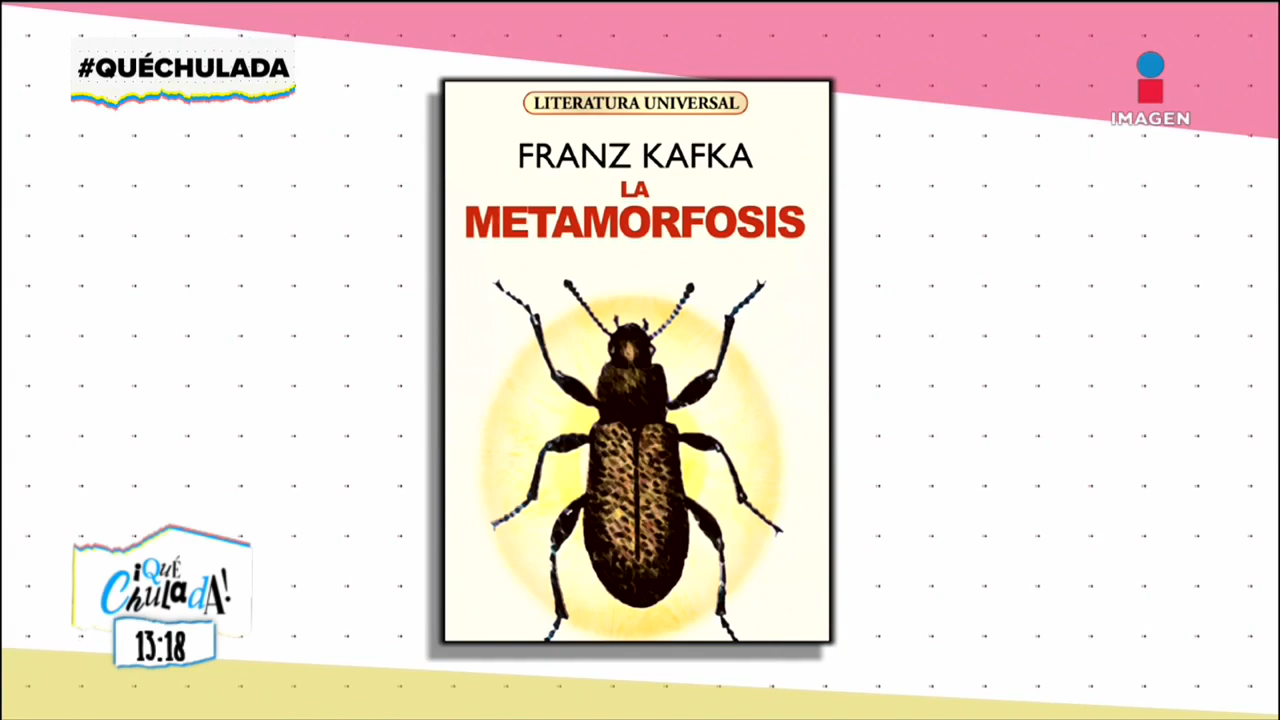 #QUÉCHULADA
IMAGEN
LITERATURA UNIVERSAL
FRANZ KAFKA
LA
METAMORFOSIS
¡QUÉ
ChuladA!
13:18